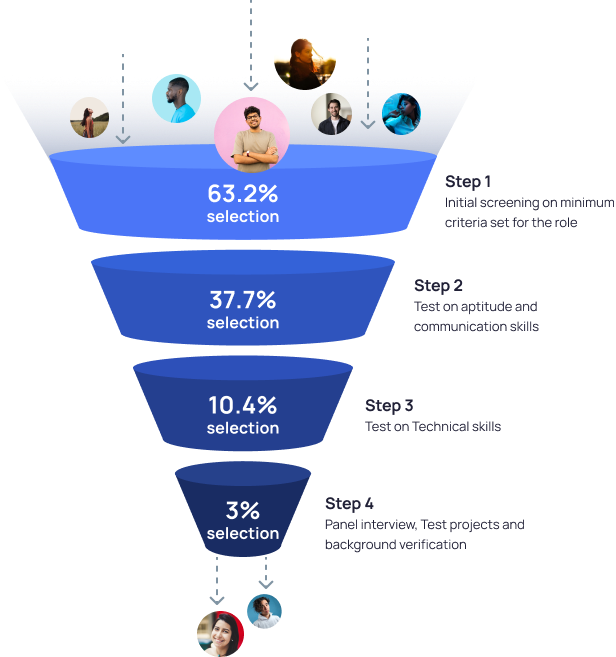 63.2%
selection
Step 1
Initial screening on minimum
criteria set for the role
37.7%
selection
Step 2
Test on aptitude and
communication skills
10.4%
selection
Step 3
Test on Technical skills
3%
selection
Step 4
Panel interview, Test projects and
background verification